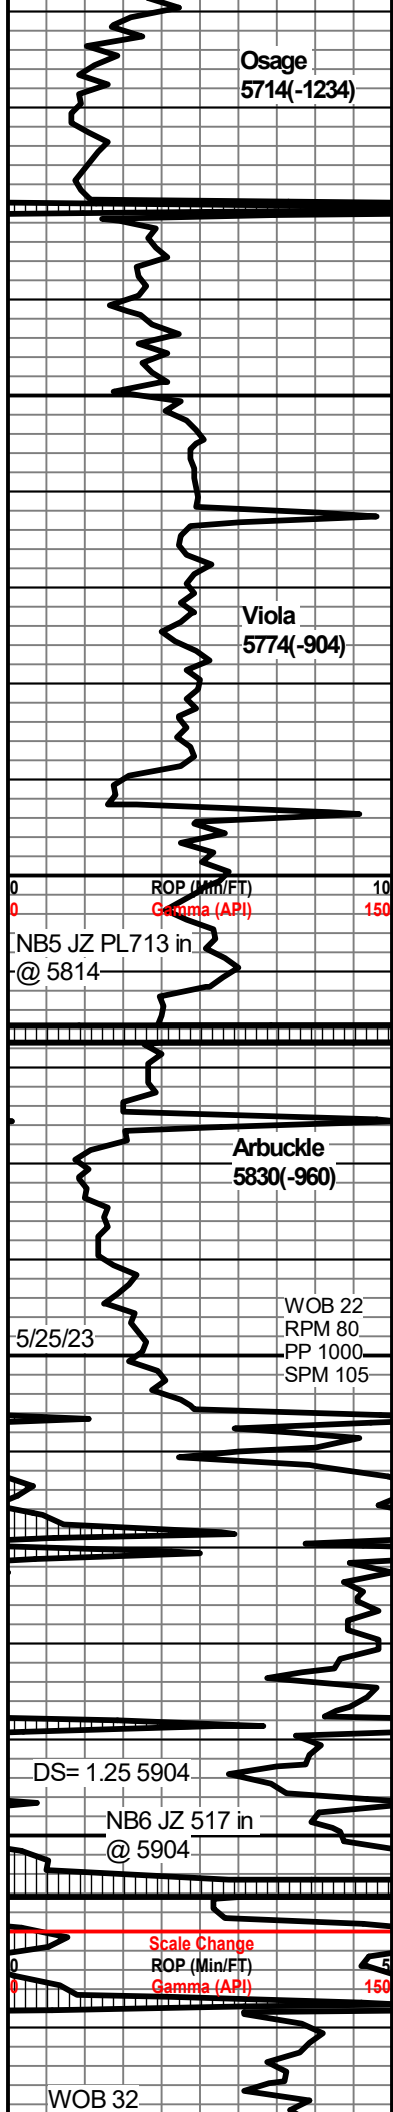 Osage
5714(-1234)
Viola
5774(-904)
0 ROP (Min/FT) 10
0 Gamma (API) 150
NB5 JZ PL713 in
@ 5814
Arbuckle
5830(-960)
WOB 22
RPM 80
PP 1000
SPM 105
5/25/23
DS= 1.25 5904
NB6 JZ 517 in
@ 5904
Scale Change
0 ROP (Min/FT) 5
0 Gamma (API) 150
WOB 32